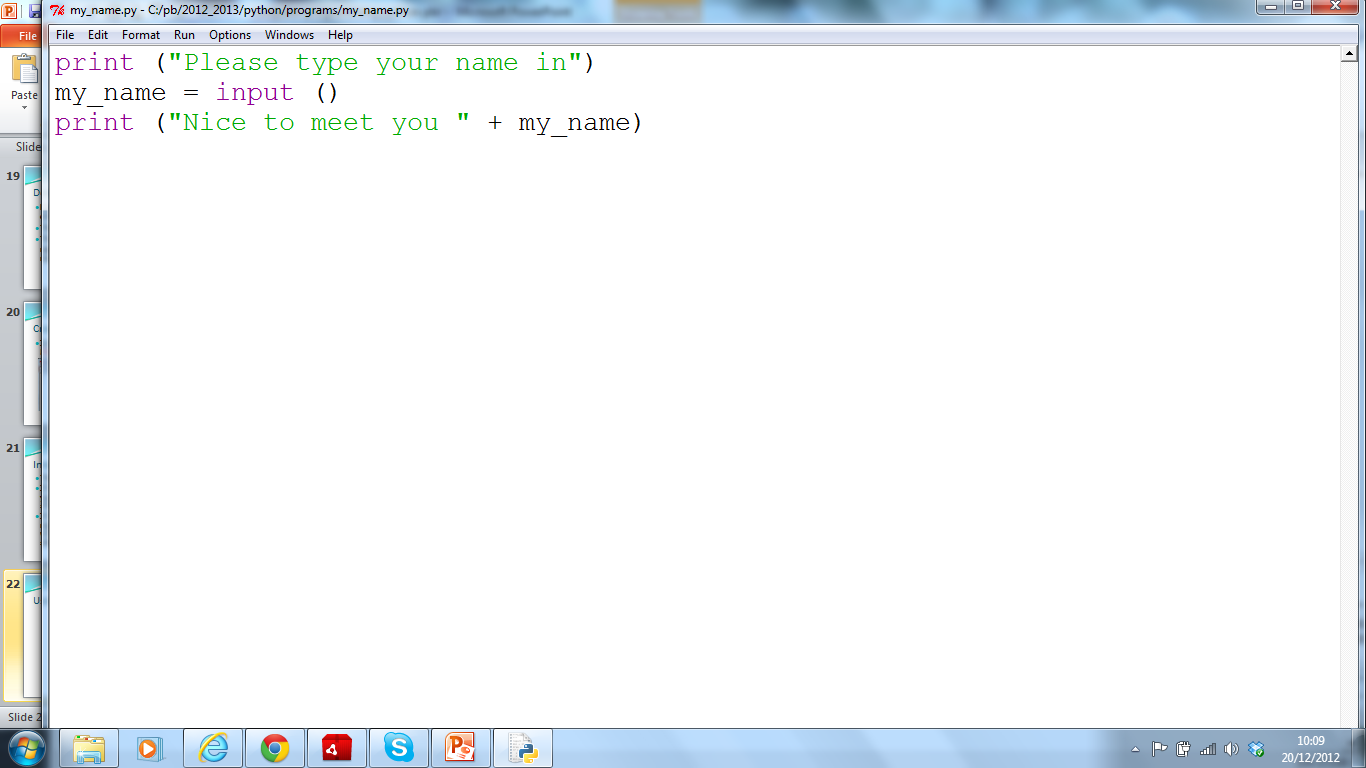 my_name.py - C:/pb/2012_2013/python/programs/my_name.py
File
File Edit Format Run Options Windows Help
print ("Please type your name in")
my_name = input ()
print ("Nice to meet you " + my_name)
Paste
Slide
19
D
20
21
In
22
U
Slide 2
10:09
20/12/2012